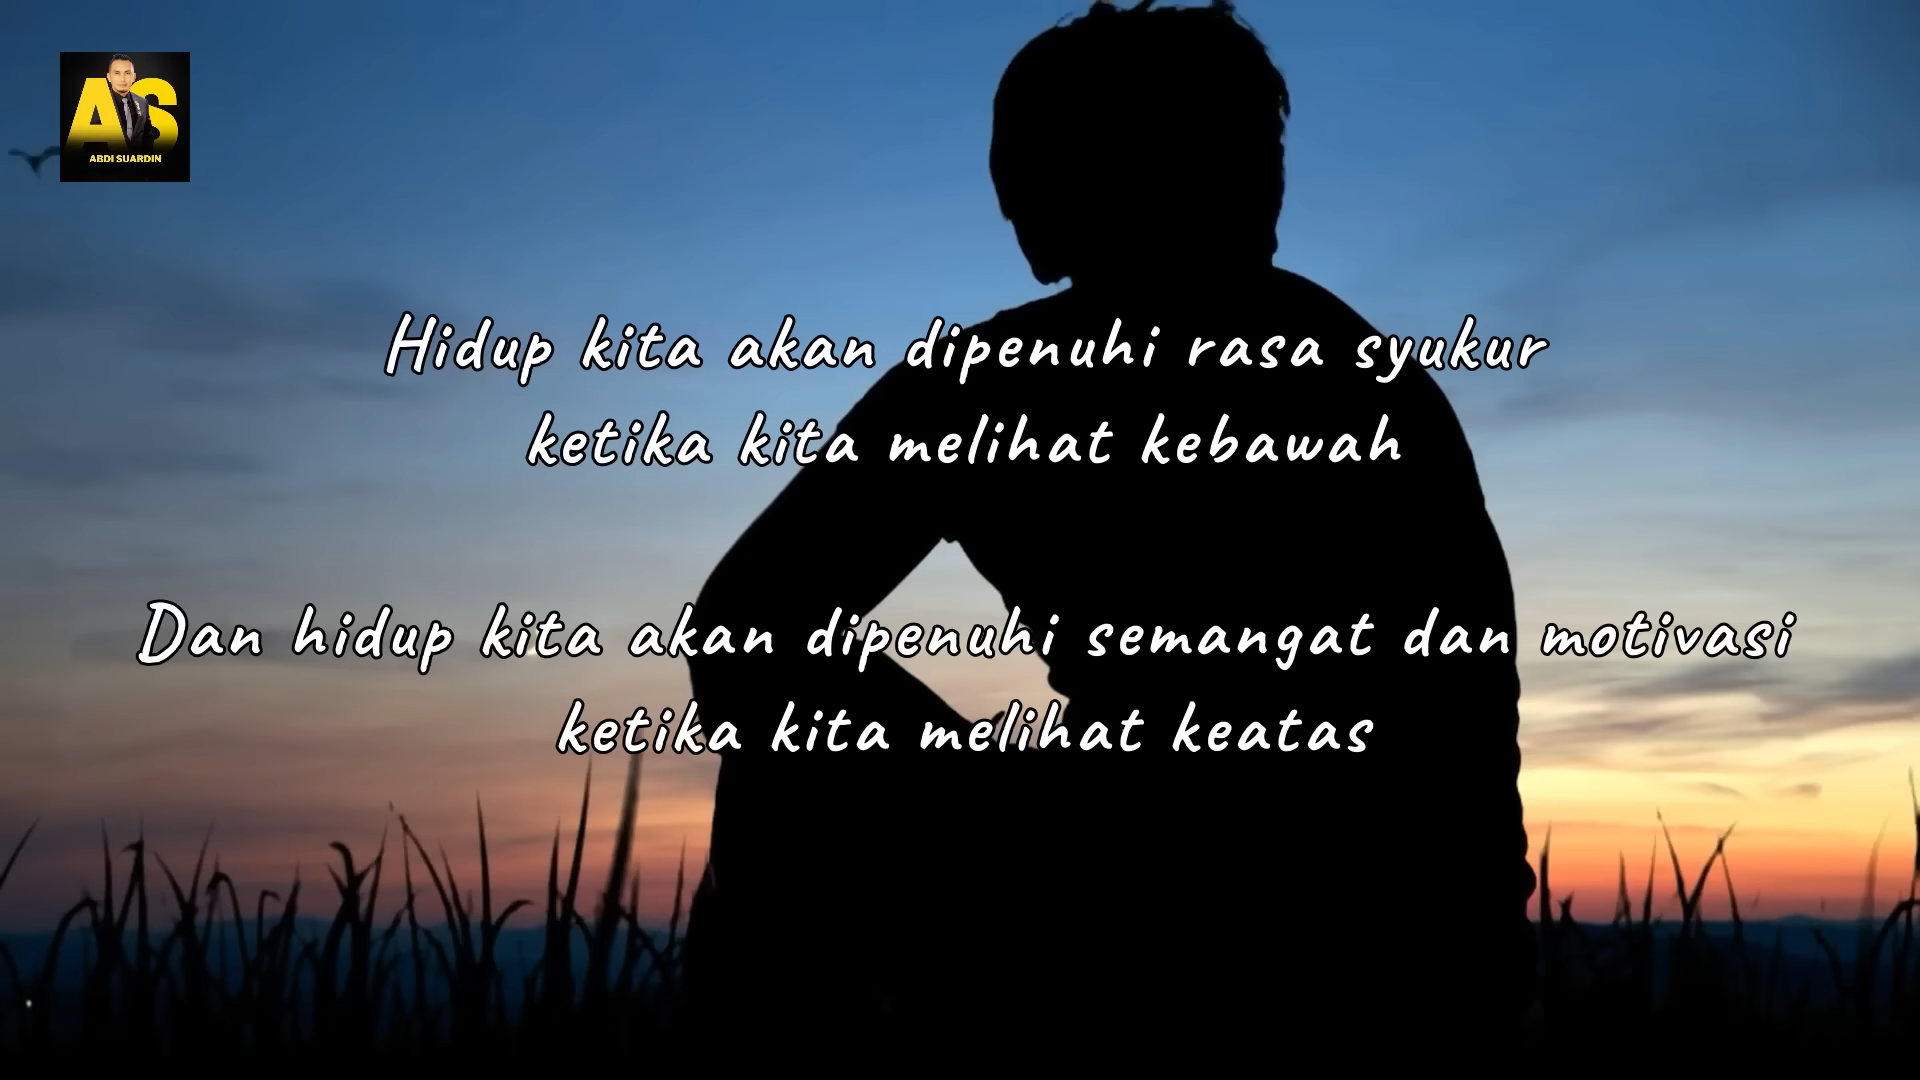 AS
ABDI SUARDIN
Hidup kita akan dipenuhi rasa syukur
ketika kita melihat kebawah
Dan hidup kita akan dipenuhi semangat dan motivasi
ketika kita melihat keatas